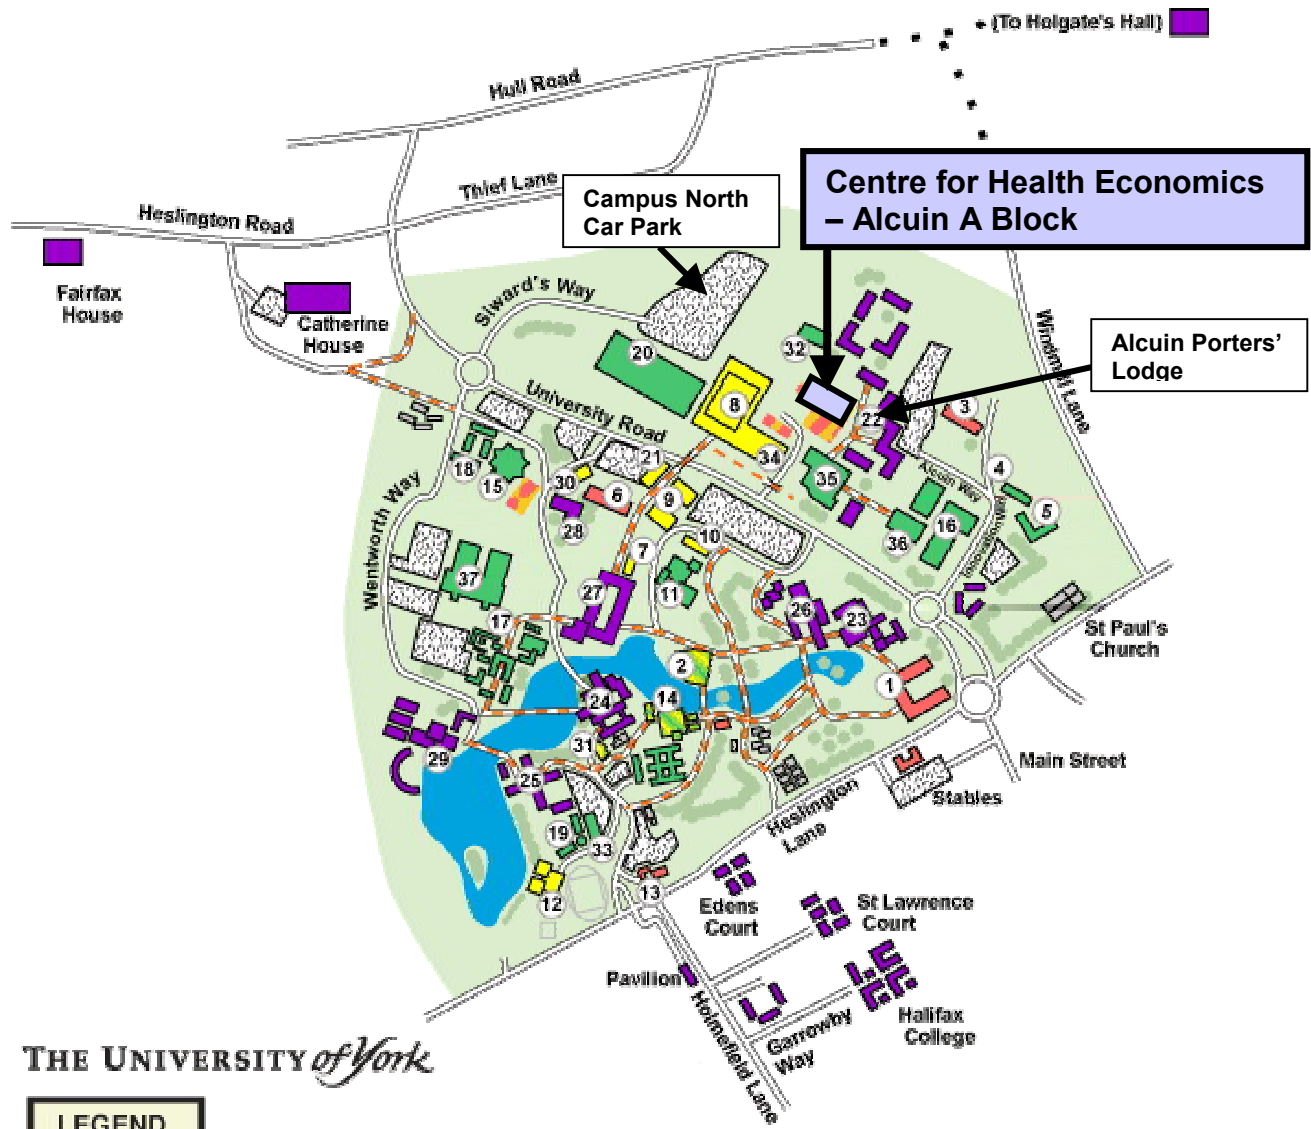 (To Holgate's Hall)
Hull Road
Thief Lane
Heslington Road
Campus North
Car Park
Centre for Health Economics
– Alcuin A Block
Fairfax
House
Catherine
House
Siward's Way
Windmill Lane
Alcuin Porters'
Lodge
20
32
8
University Road
22
3
21
34
18
15
30
6
9
35
Alcuin Way
4
5
16
36
28
10
Wentworth Way
Innovation Way
7
37
11
27
26
23
17
St Paul's
Church
2
1
24
14
31
29
25
Main Street
Stables
Heslington
Lane
19
33
12
13
Edens
Court
St Lawrence
Court
Pavilion
Holmefield Lane
Garrowby
Way
Halifax
College
THE UNIVERSITY of York
LEGEND